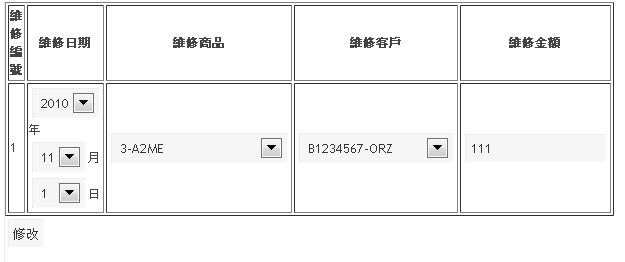 維修編號
維修日期
維修商品
維修客戶
維修金額
1
2010
年
11 月
1 日
3-A2ME
B1234567-ORZ
111
修改